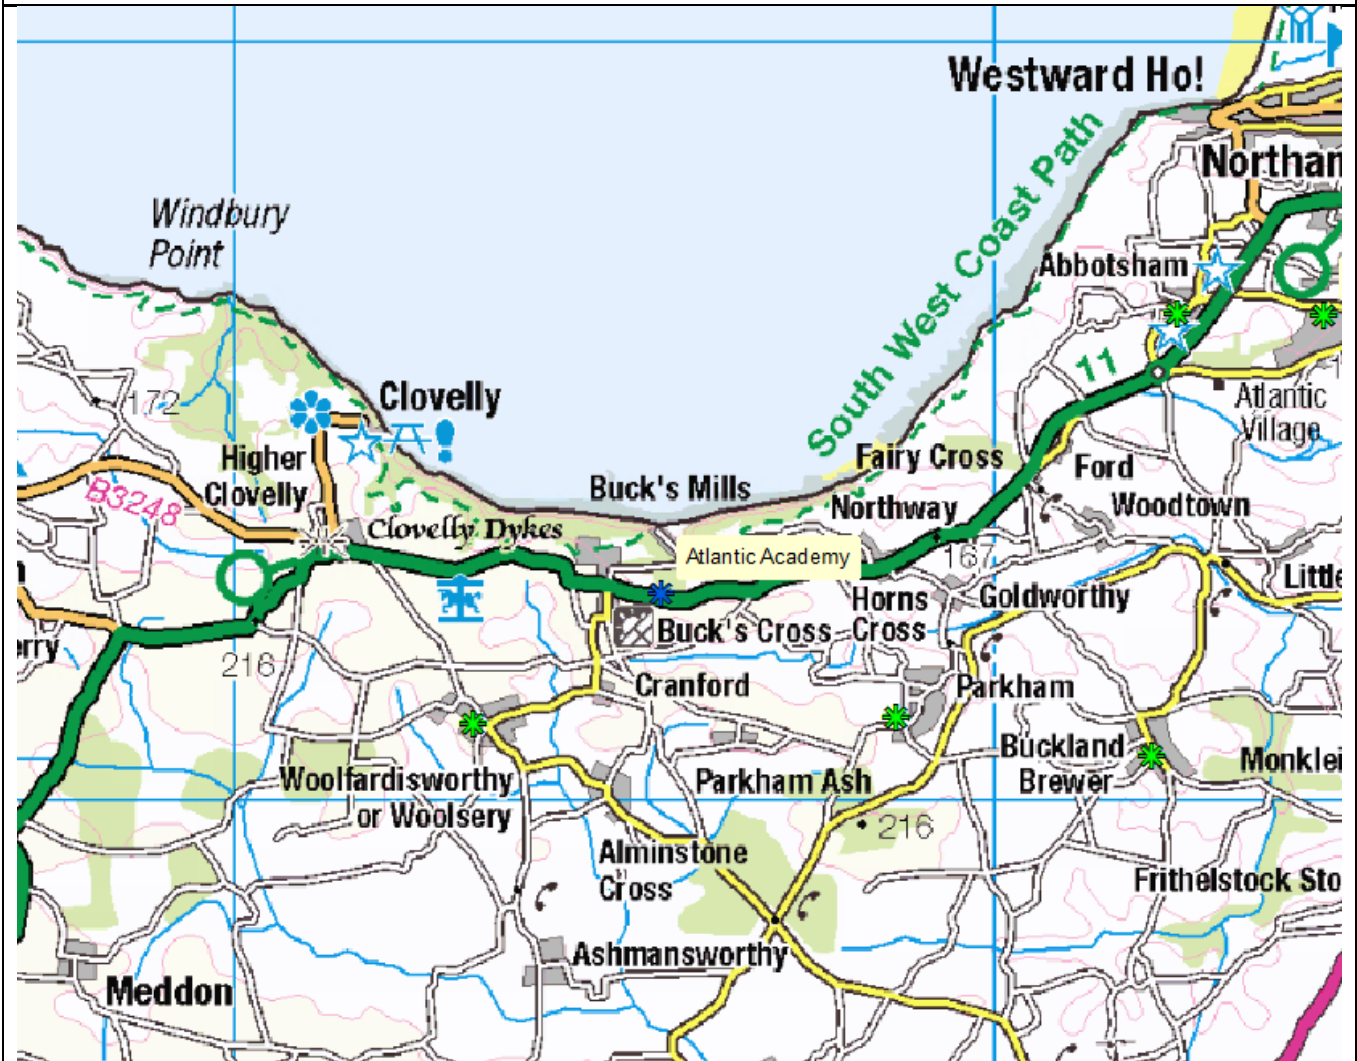 Westward Ho!
Northam
Windbury
Point
South West Coast Path
Abbotsham
11
Atlantic
Village
172
Clovelly
Higher
Clovelly
B3248
Clovelly Dykes
Buck's Mills
Fairy Cross
Northway
Ford
Woodtown
Atlantic Academy
167
Little
Horns
Cross
Goldworthy
Buck's Cross
erry
216
Cranford
Parkham
Buckland
Brewer
Monklei
Woolfardisworthy
or Woolsery
Parkham Ash
216
Alminstone
Cross
Frithelstock Sto
Ashmansworthy
Meddon